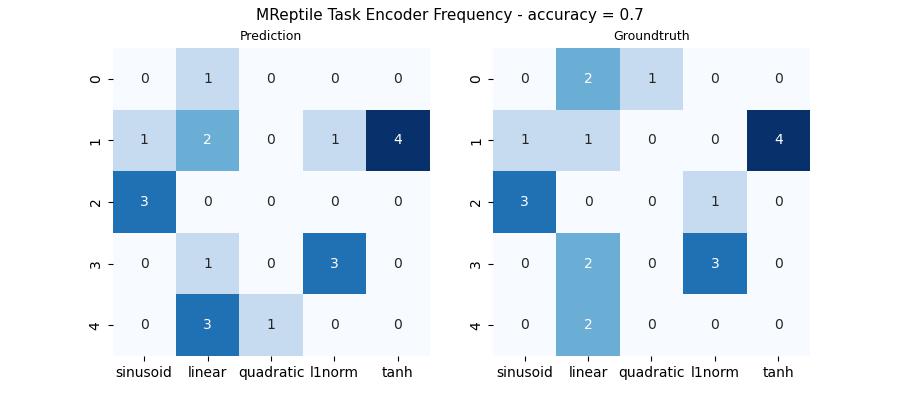 MReptile Task Encoder Frequency - accuracy = 0.7
Prediction Groundtruth
0 0 1 0 0 0 0 0 2 1 0 0
1 1 2 0 1 4 1 1 1 0 0 4
2 3 0 0 0 0 2 3 0 0 1 0
3 0 1 0 3 0 3 0 2 0 3 0
4 0 3 1 0 0 4 0 2 0 0 0
sinusoid linear quadratic l1norm tanh sinusoid linear quadratic l1norm tanh